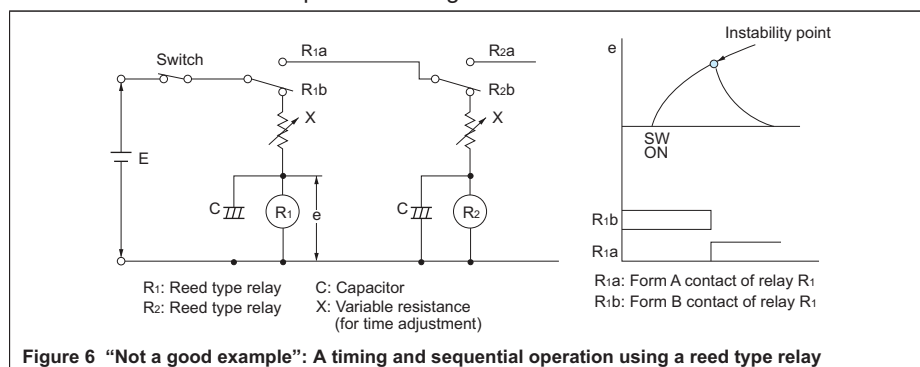 Switch
R1a
R2a
R1b
R2b
X
X
E
C
R1
e
C
R2
R1: Reed type relay
R2: Reed type relay
C: Capacitor
X: Variable resistance
(for time adjustment)
Instability point
e
SW
ON
R1b
R1a
R1a: Form A contact of relay R1
R1b: Form B contact of relay R1
Figure 6 “Not a good example”: A timing and sequential operation using a reed type relay